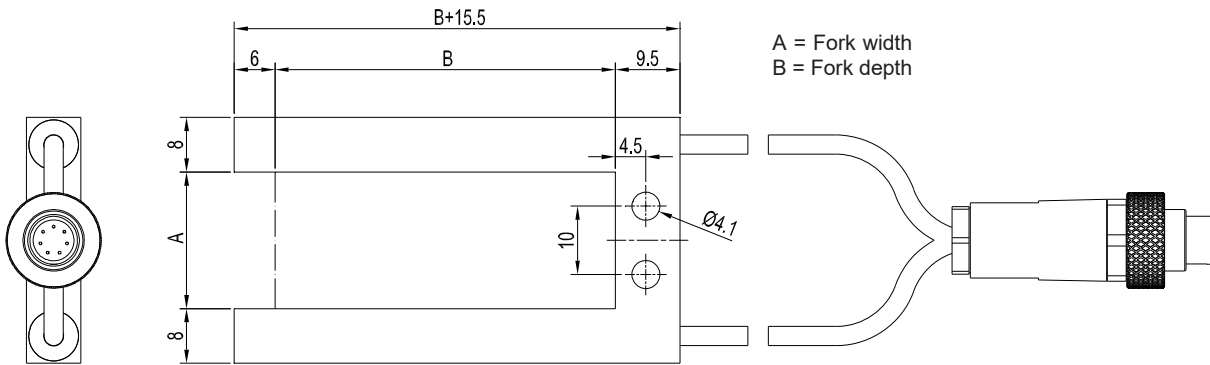 B+15.5
A = Fork width
B = Fork depth
6
B
9.5
8
4.5
A
10
Ø4.1
8